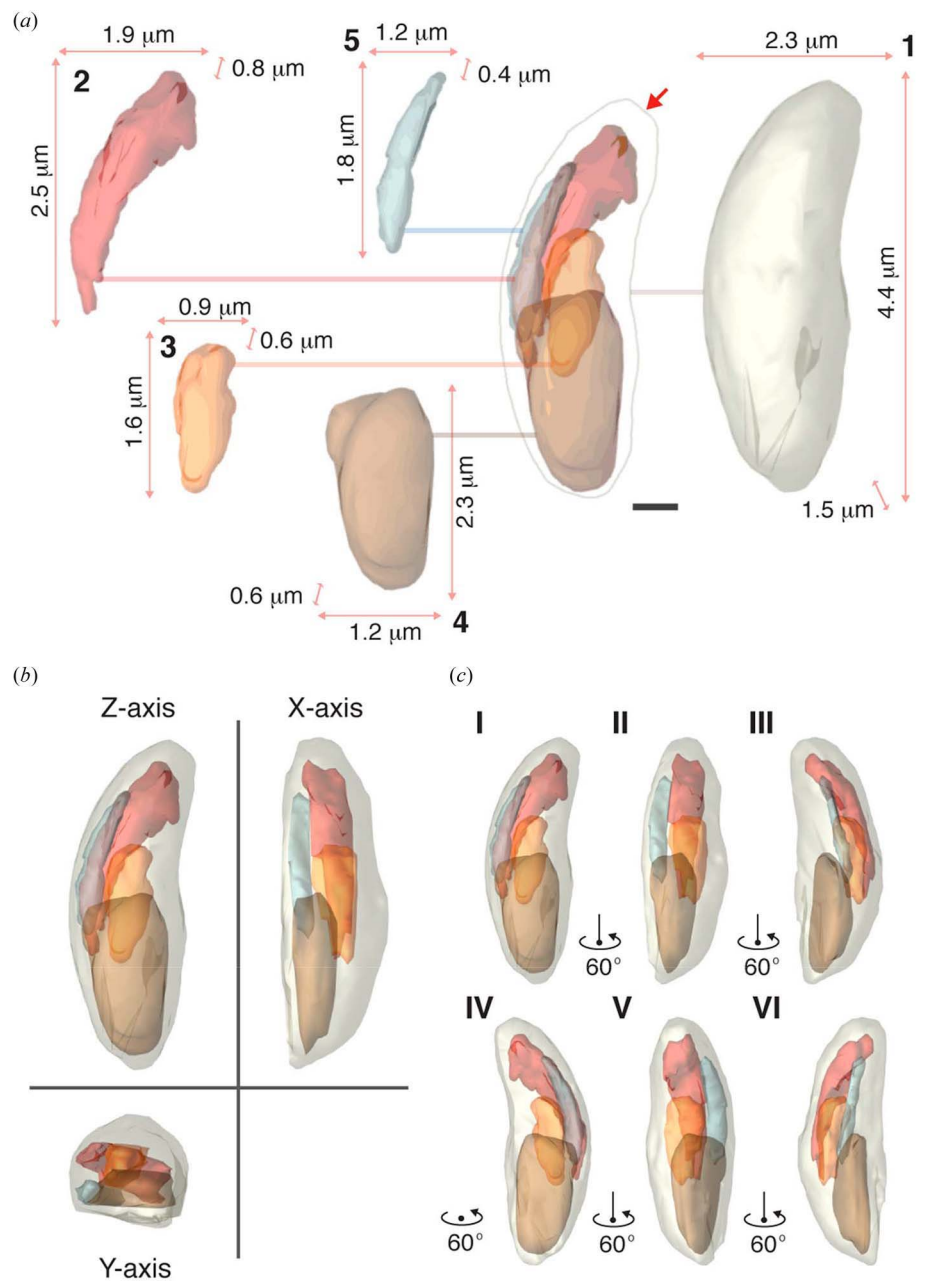 (a)
1.9 µm
5
1.2 µm
2.3 µm
1
2
0.8 µm
0.4 µm
2.5 µm
1.8 µm
4.4 µm
0.9 µm
3
0.6 µm
1.6 µm
2.3 µm
1.5 µm
0.6 µm
1.2 µm
4
(b)
Z-axis
X-axis
Y-axis
(c)
I
II
III
60°
60°
IV
V
VI
60°
60°
60°